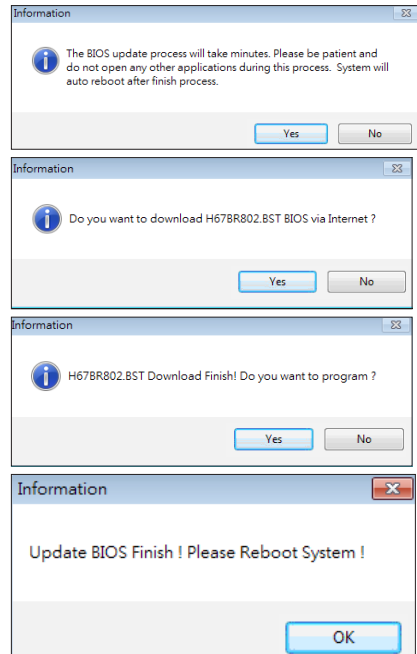 Information
The BIOS update process will take minutes. Please be patient and
do not open any other applications during this process. System will
auto reboot after finish process.
Yes No
Information
Do you want to download H67BR802.BST BIOS via Internet ?
Yes No
Information
H67BR802.BST Download Finish! Do you want to program ?
Yes No
Information
Update BIOS Finish ! Please Reboot System !
OK